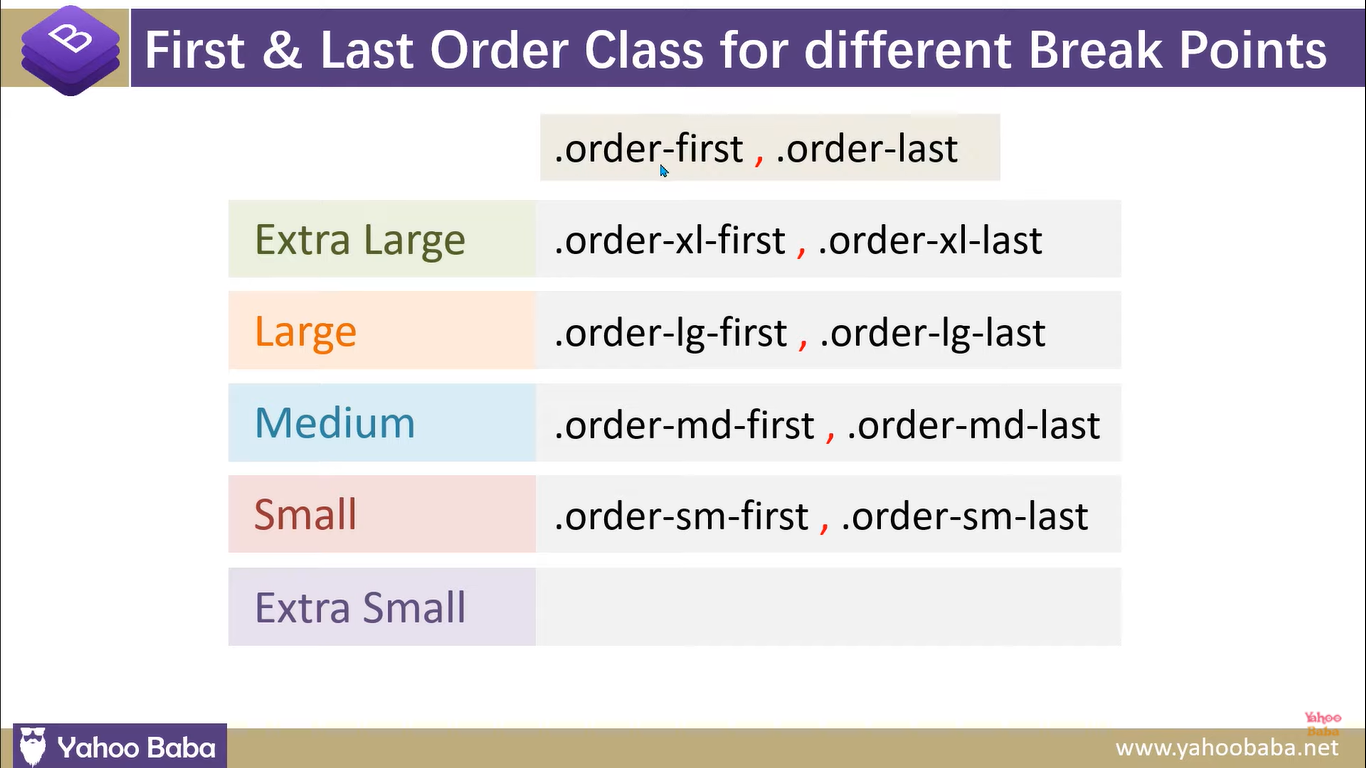 B
First & Last Order Class for different Break Points
.order-first , .order-last
Extra Large .order-xl-first , .order-xl-last
Large .order-lg-first , .order-lg-last
Medium .order-md-first , .order-md-last
Small .order-sm-first , .order-sm-last
Extra Small
Yahoo
Baba
Yahoo Baba
www.yahoobaba.net